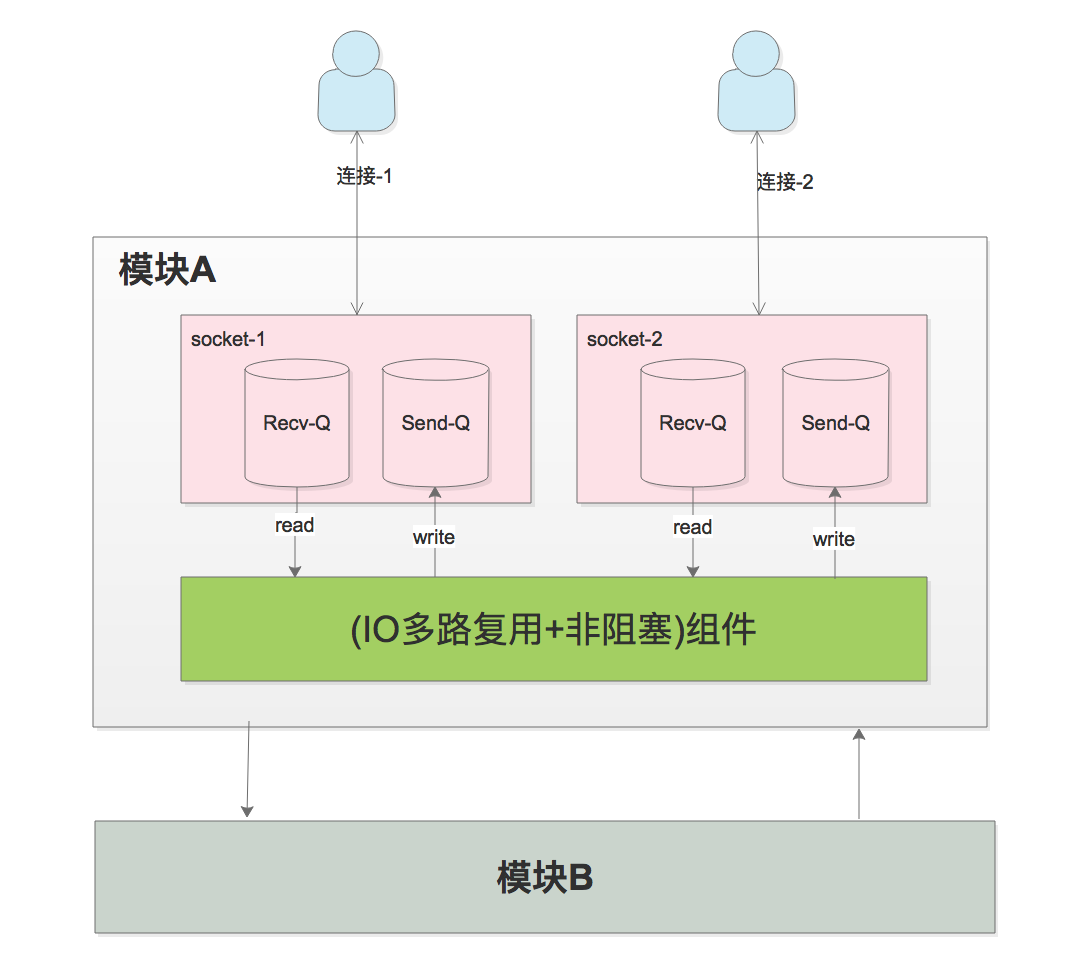 连接-1
连接-2
模块A
socket-1
socket-2
Recv-Q
Send-Q
Recv-Q
Send-Q
read
write
read
write
(IO多路复用+非阻塞)组件
模块B